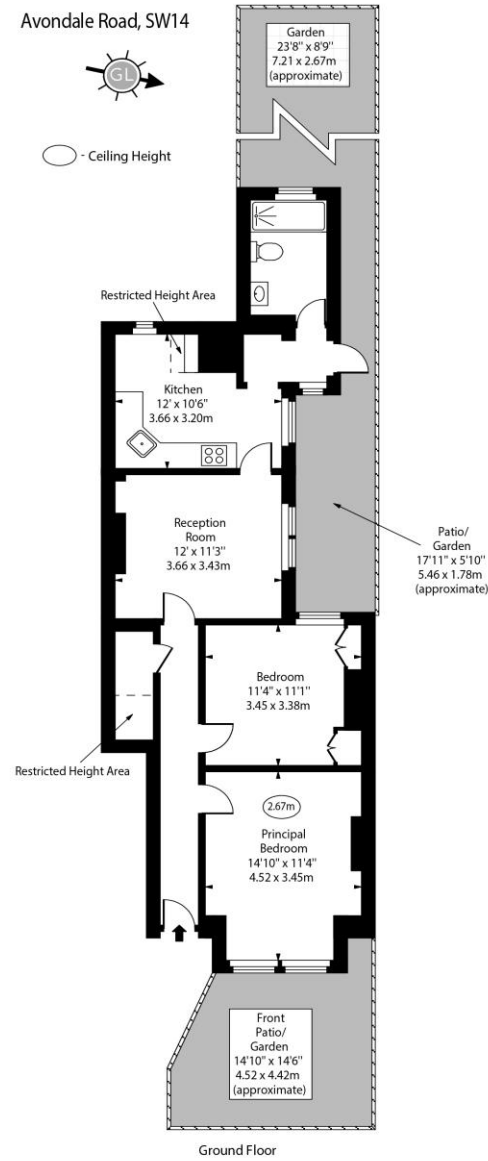 Avondale Road, SW14
GL
- Ceiling Height
Garden
23'8" x 8'9"
7.21 x 2.67m
(approximate)
Restricted Height Area
Kitchen
12' x 10'6"
3.66 x 3.20m
Reception
Room
12' x 11'3"
3.66 x 3.43m
Patio/
Garden
17'11" x 5'10"
5.46 x 1.78m
(approximate)
Bedroom
11'4" x 11'1"
3.45 x 3.38m
Restricted Height Area
2.67m
Principal
Bedroom
14'10" x 11'4"
4.52 x 3.45m
Front
Patio/
Garden
14'10" x 14'6"
4.52 x 4.42m
(approximate)
Ground Floor